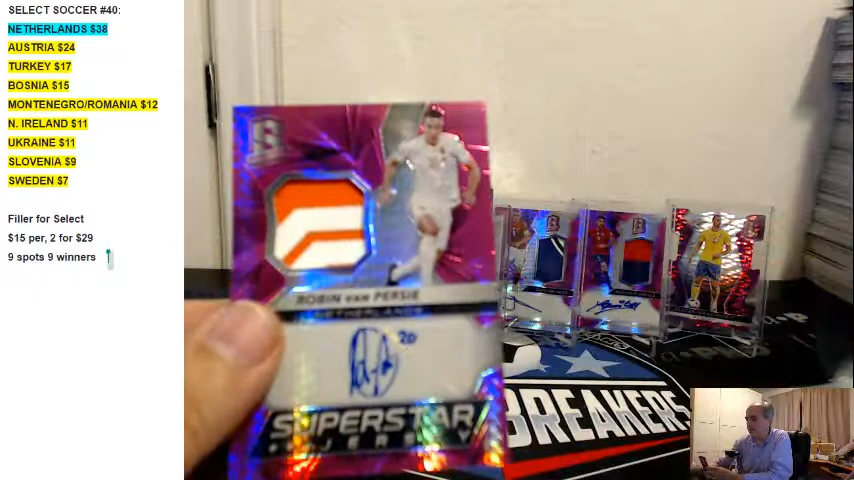 SELECT SOCCER #40:
NETHERLANDS $38
AUSTRIA $24
TURKEY $17
BOSNIA $15
MONTENEGRO/ROMANIA $12
N. IRELAND $11
UKRAINE $11
SLOVENIA $9
SWEDEN $7
Filler for Select
$15 per, 2 for $29
9 spots 9 winners
ROBIN VAN PERSIE
NETHERLANDS
20
SUPERSTAR
JERSEY
BREAKERS